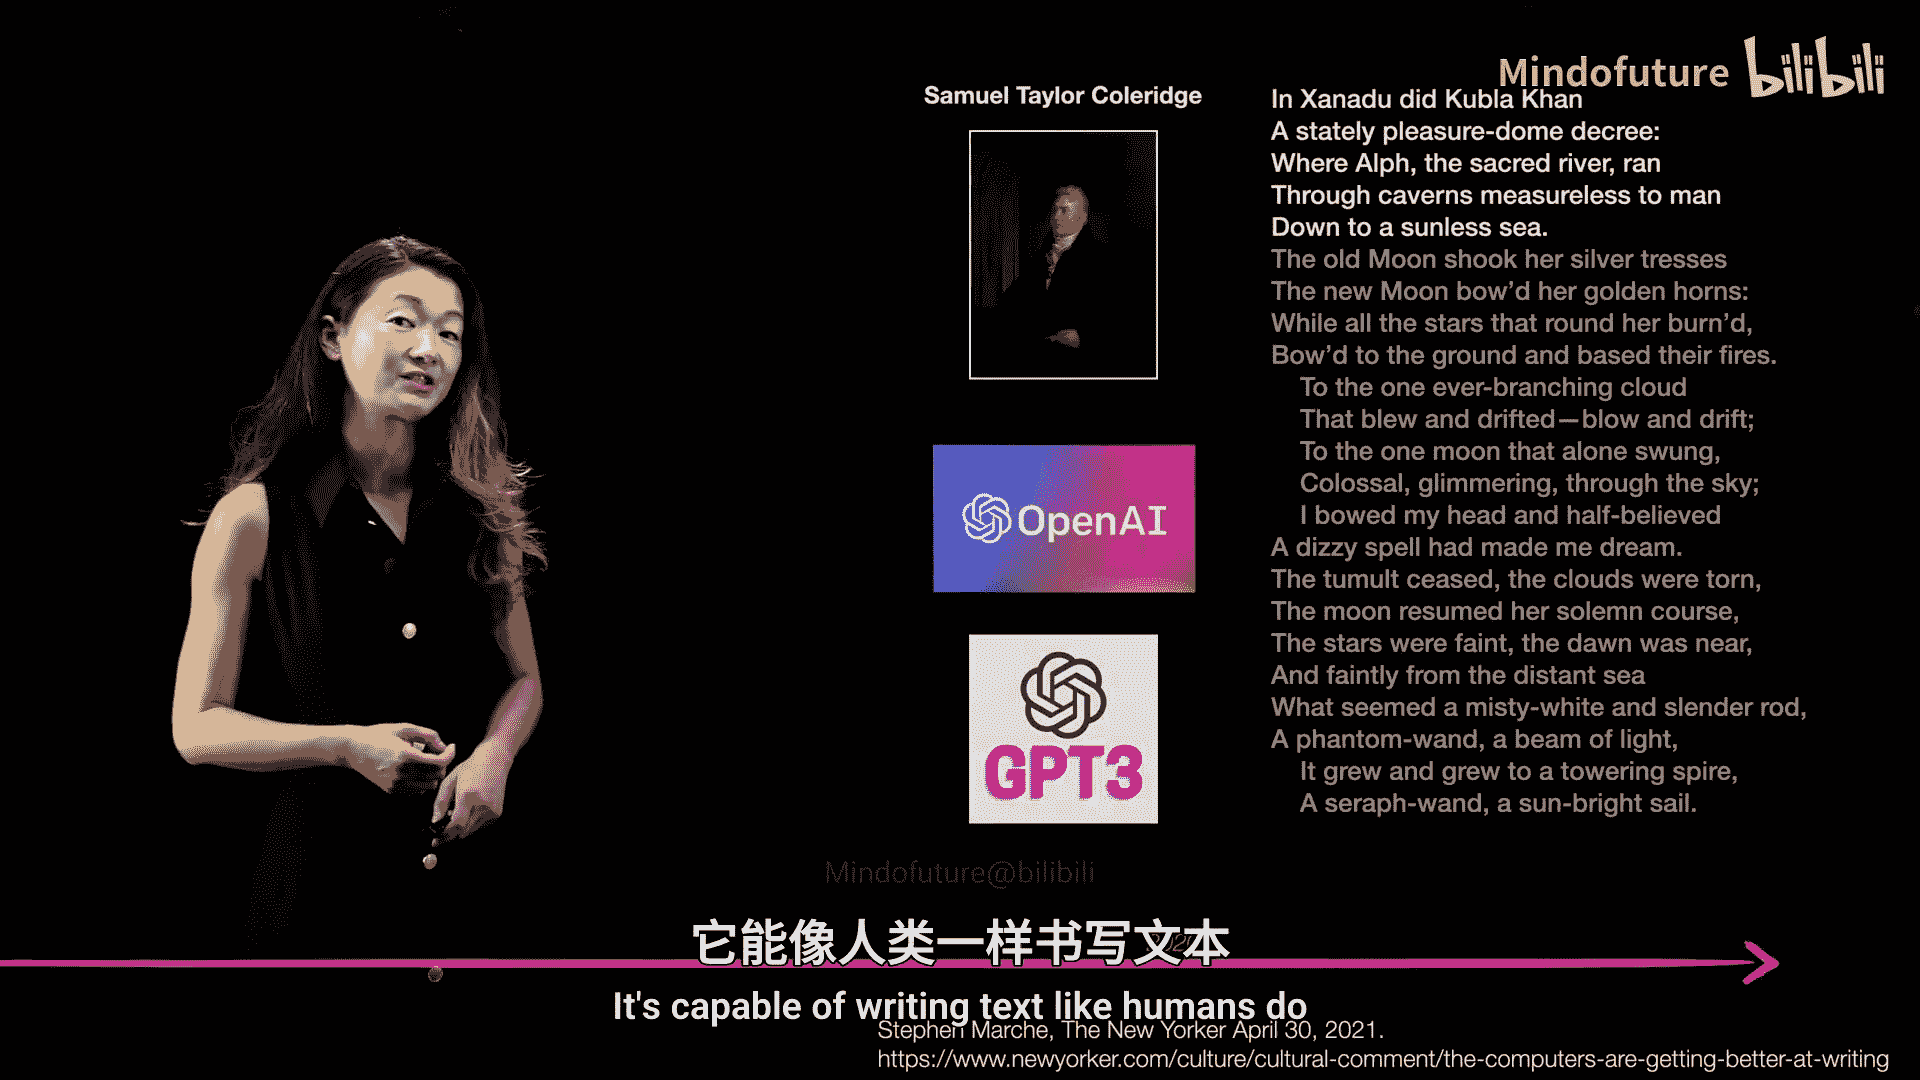 Mindofuture bilibili
Samuel Taylor Coleridge
In Xanadu did Kubla Khan
A stately pleasure-dome decree:
Where Alph, the sacred river, ran
Through caverns measureless to man
Down to a sunless sea.
The old Moon shook her silver tresses
The new Moon bow’d her golden horns:
While all the stars that round her burn’d,
Bow’d to the ground and based their fires.
To the one ever-branching cloud
That blew and drifted—blow and drift;
To the one moon that alone swung,
Colossal, glimmering, through the sky;
I bowed my head and half-believed
A dizzy spell had made me dream.
The tumult ceased, the clouds were torn,
The moon resumed her solemn course,
The stars were faint, the dawn was near,
And faintly from the distant sea
What seemed a misty-white and slender rod,
A phantom-wand, a beam of light,
It grew and grew to a towering spire,
A seraph-wand, a sun-bright sail.
OpenAI
GPT3
Mindofuture@bilibili
它能像人类一样书写文本
It's capable of writing text like humans do
Stephen Marche, The New Yorker April 30, 2021.
https://www.newyorker.com/culture/cultural-comment/the-computers-are-getting-better-at-writing